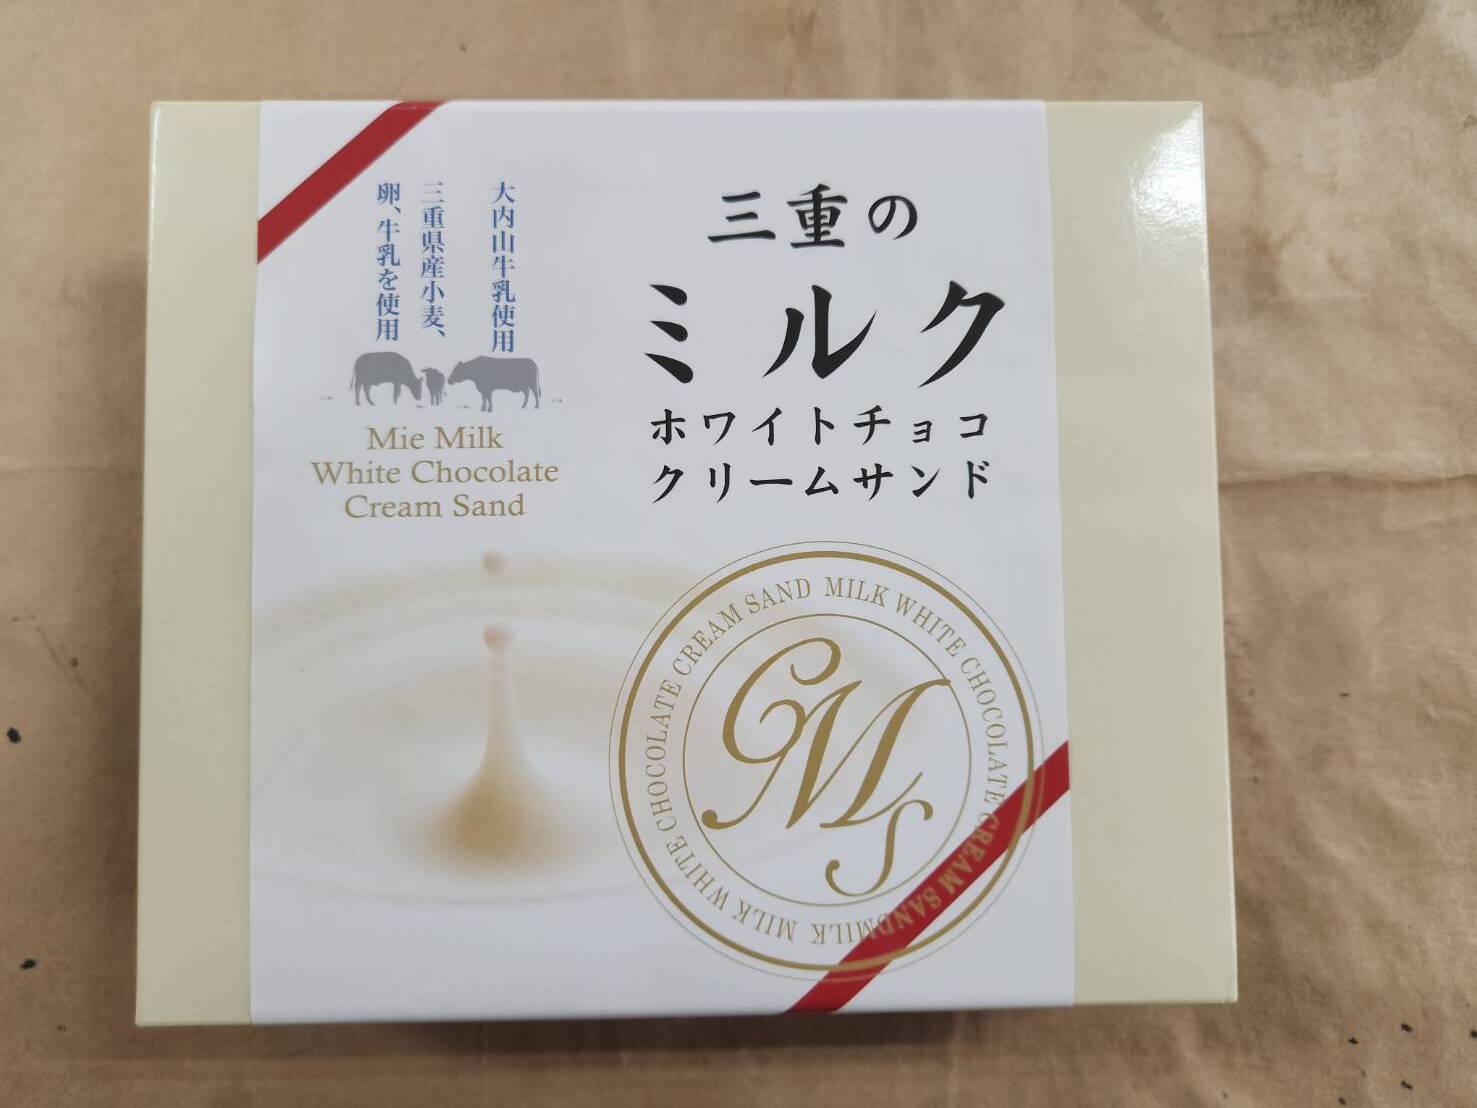 三重の
ミルク
ホワイトチョコ
クリームサンド
大内山牛乳使用
三重県産小麦、
卵、牛乳を使用
Mie Milk
White Chocolate
Cream Sand
MILK WHITE CHOCOLATE CREAM SAND
MILK
MILK WHITE CHOCOLATE CREAM SAND
CMS